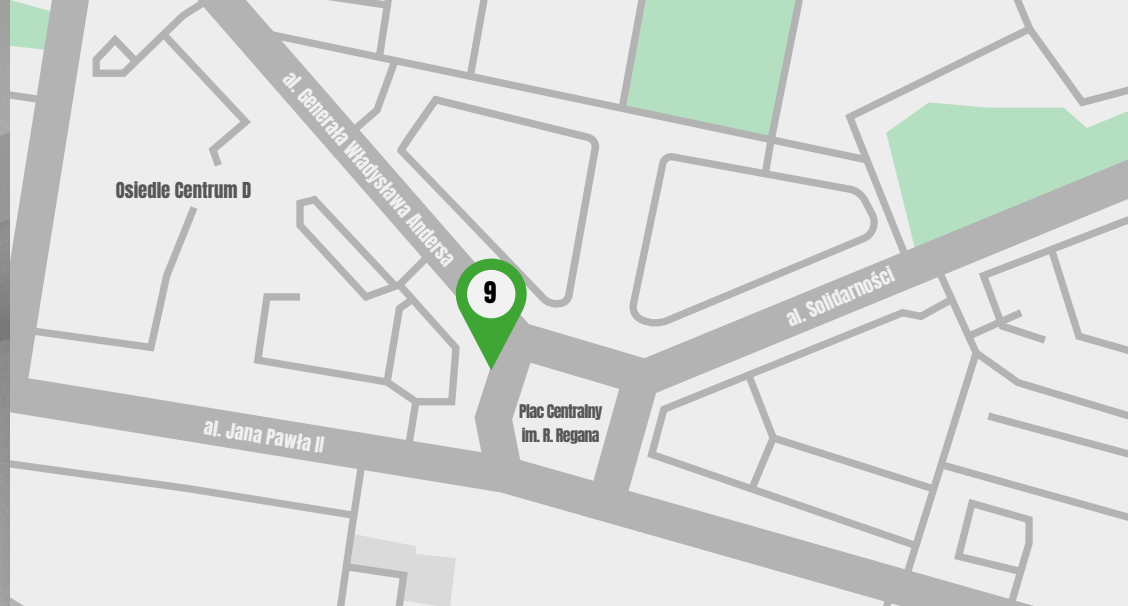 al. Generała Władysława Andersa
Osiedle Centrum D
9
al. Solidarności
Plac Centralny
im. R. Regana
al. Jana Pawła II